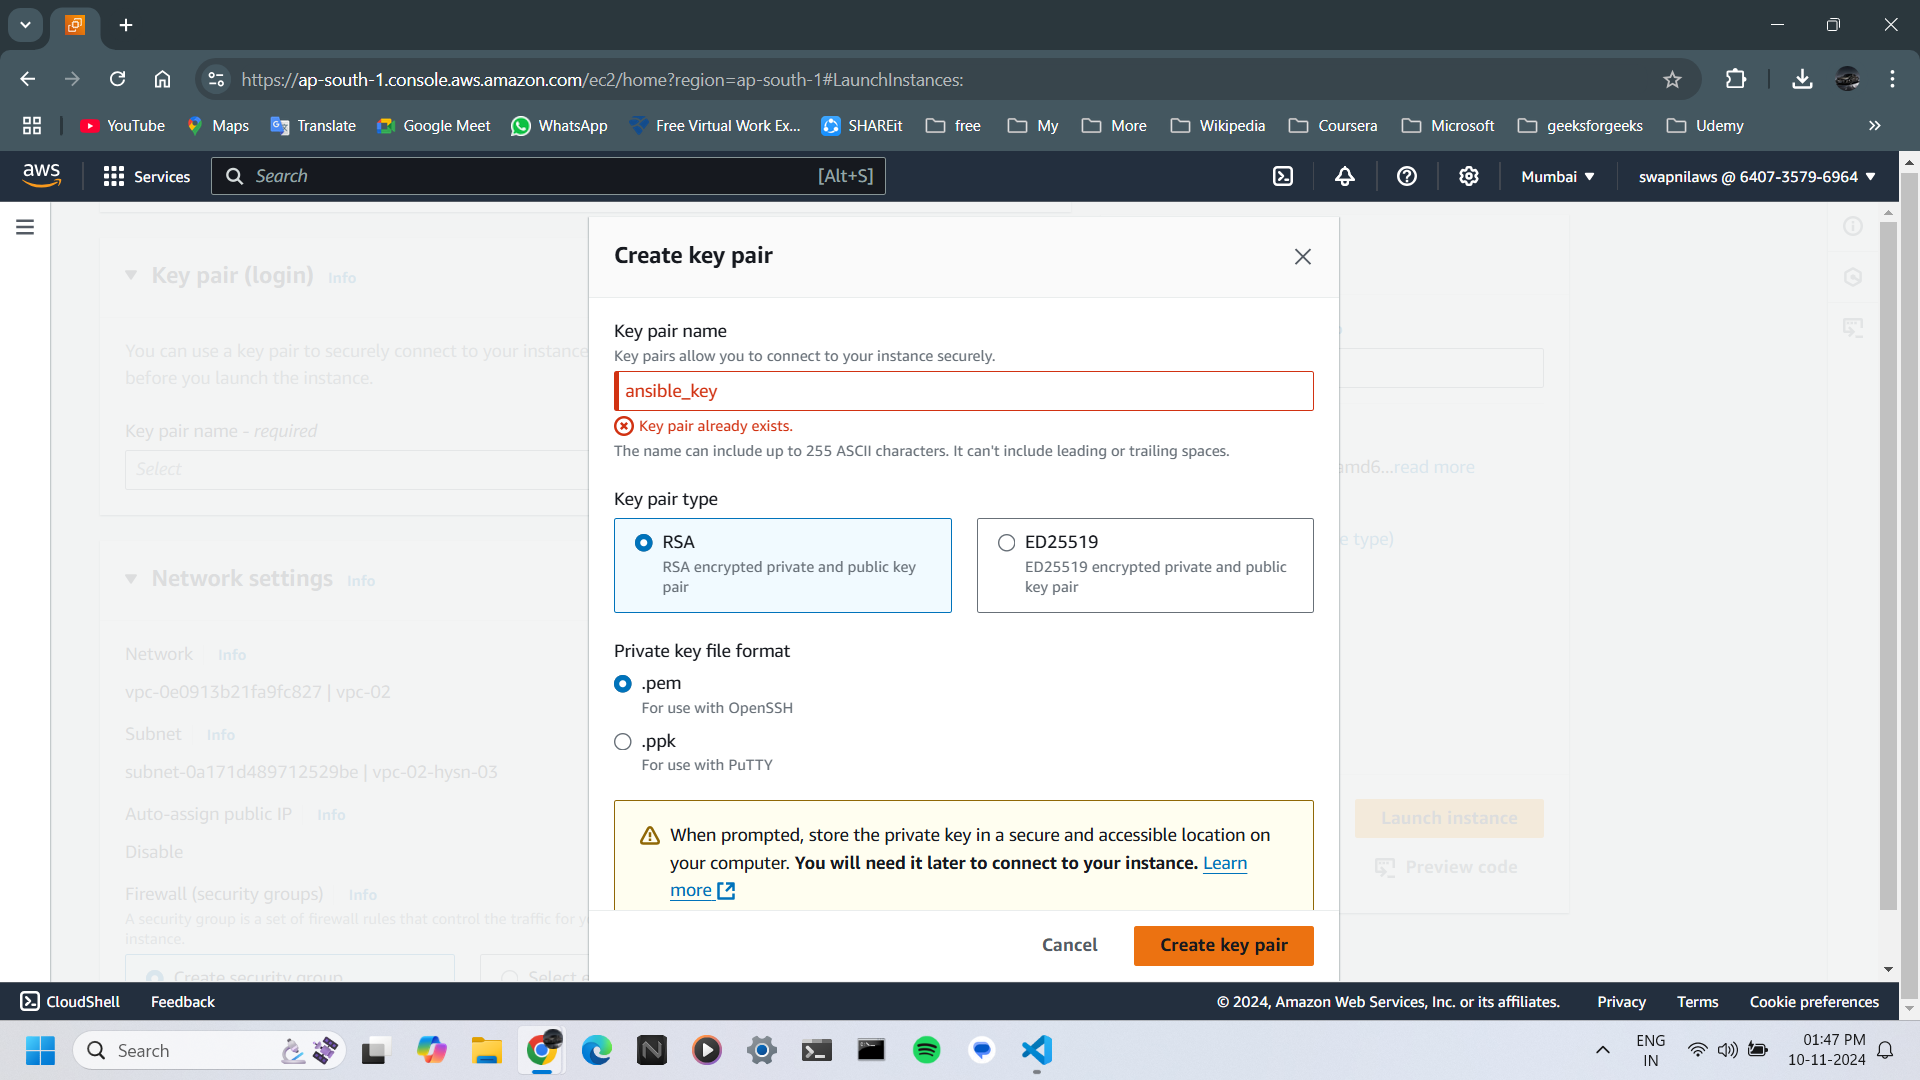 https://ap-south-1.console.aws.amazon.com/ec2/home?region=ap-south-1#LaunchInstances:
YouTube Maps Translate Google Meet WhatsApp Free Virtual Work Ex... SHAREit free My More Wikipedia Coursera Microsoft geeksforgeeks Udemy »
aws Services Search [Alt+S] Mumbai ▼ swapnilaws @ 6407-3579-6964 ▼
Create key pair
Key pair (login) Info
Key pair name
You can use a key pair to securely connect to your instance
Key pairs allow you to connect to your instance securely.
before you launch the instance.
ansible_key
Key pair already exists.
Key pair name - required
The name can include up to 255 ASCII characters. It can't include leading or trailing spaces.
Select
amd6...read more
Key pair type
RSA
ED25519
e type)
RSA encrypted private and public key
pair
ED25519 encrypted private and public
key pair
Network settings Info
Network Info
Private key file format
vpc-0e0913b21fa9fc827 | vpc-02
.pem
For use with OpenSSH
Subnet Info
.ppk
For use with PuTTY
subnet-0a171d489712529be | vpc-02-hysn-03
Auto-assign public IP Info
Disable
When prompted, store the private key in a secure and accessible location on
your computer. You will need it later to connect to your instance. Learn
more
Launch instance
Preview code
Firewall (security groups) Info
A security group is a set of firewall rules that control the traffic for
instance.
Create security group
Select
Cancel Create key pair
CloudShell Feedback © 2024, Amazon Web Services, Inc. or its affiliates. Privacy Terms Cookie preferences
Search
ENG
IN
01:47 PM
10-11-2024